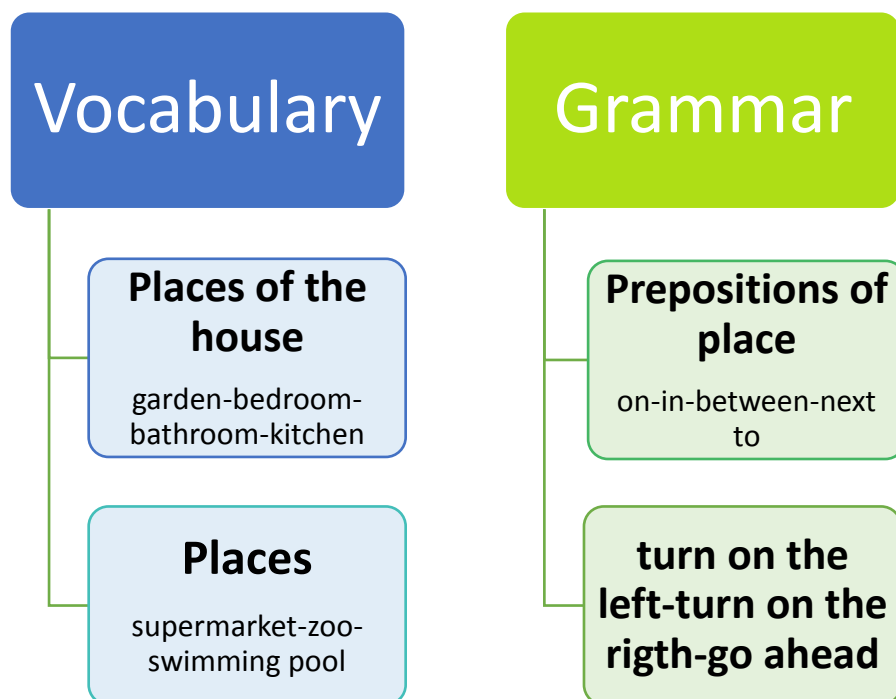 Vocabulary
Places of the
house
garden-bedroom-
bathroom-kitchen
Places
supermarket-zoo-
swimming pool
Grammar
Prepositions of
place
on-in-between-next
to
turn on the
left-turn on the
rigth-go ahead